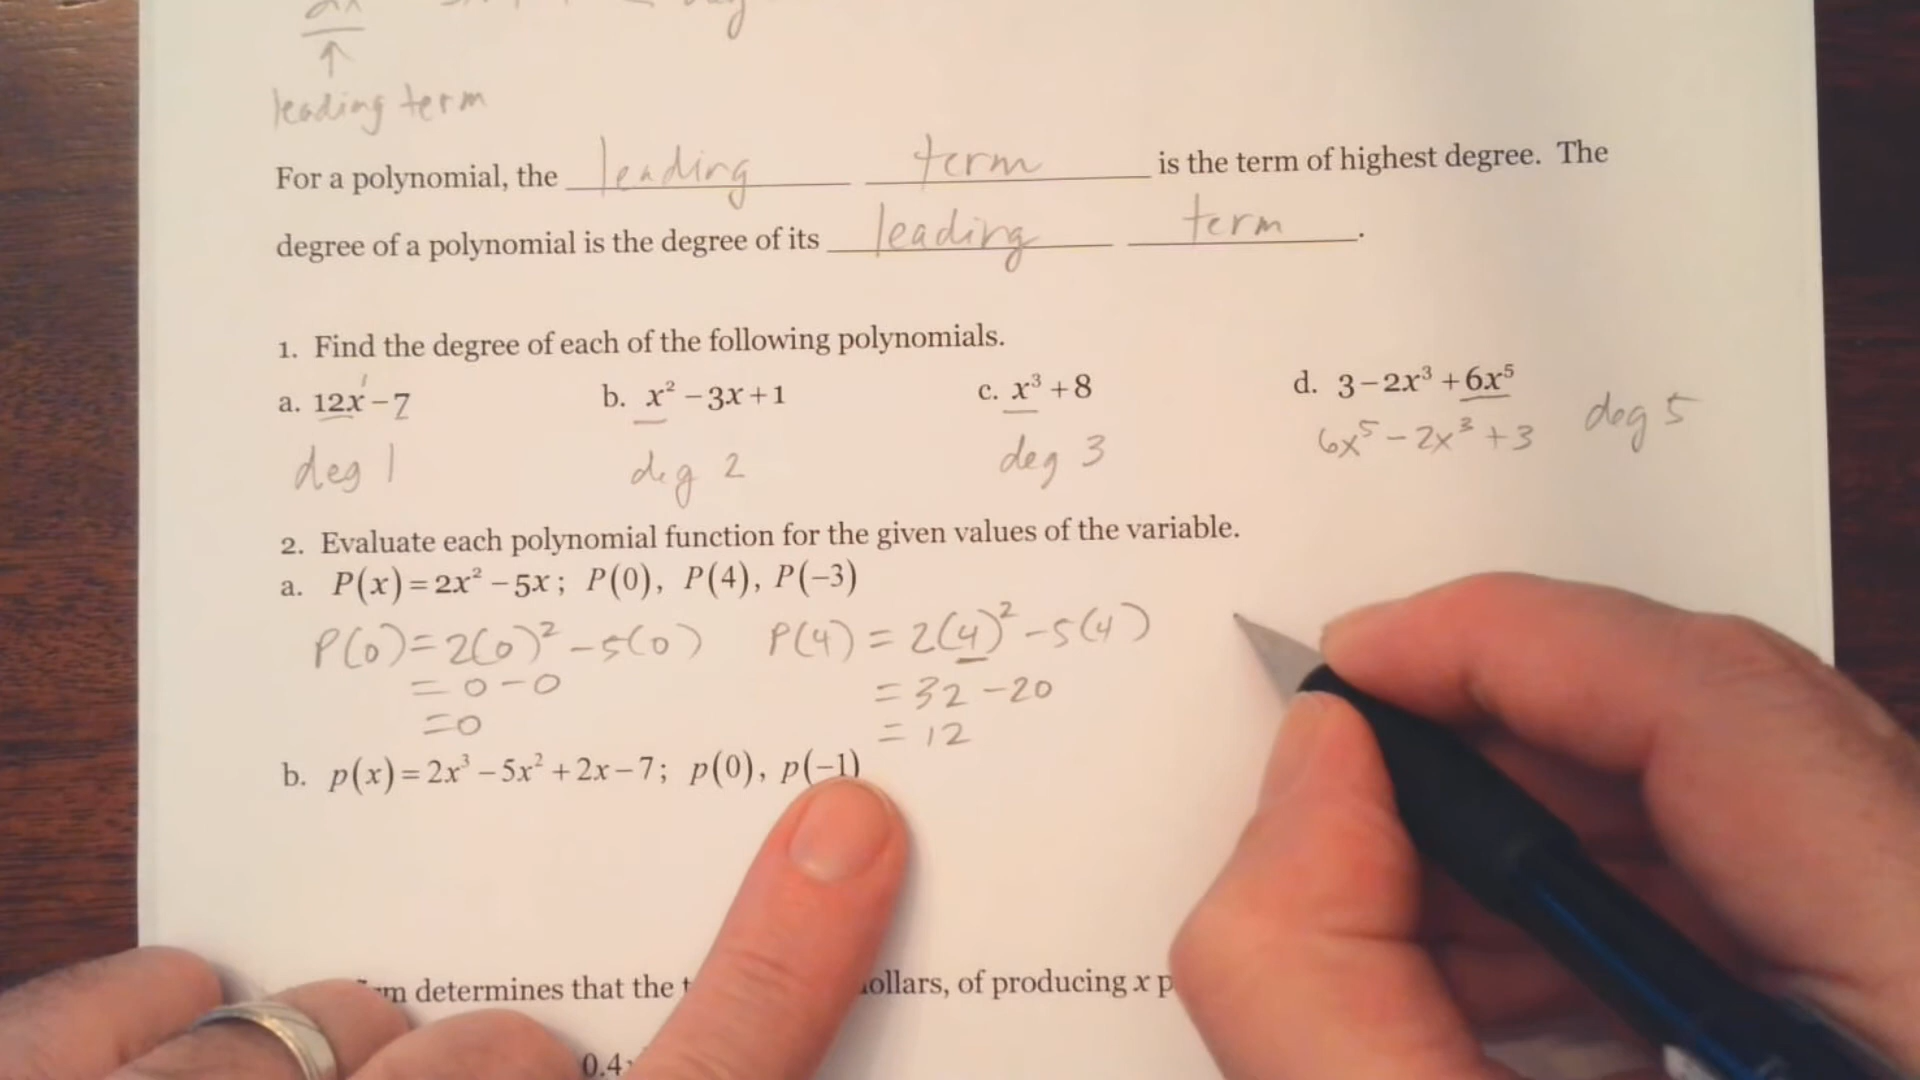 leading term
For a polynomial, the leading term is the term of highest degree. The
degree of a polynomial is the degree of its leading term.
1. Find the degree of each of the following polynomials.
a. 12x¹ – 7 b. x² – 3x + 1 c. x³ + 8 d. 3 – 2x³ + 6x⁵
6x⁵ – 2x³ + 3 deg 5
deg 1 deg 2 deg 3
2. Evaluate each polynomial function for the given values of the variable.
a. P(x) = 2x² – 5x; P(0), P(4), P(–3)
P(0) = 2(0)² – 5(0) P(4) = 2(4)² – 5(4)
= 0 – 0 = 32 – 20
= 0 = 12
b. p(x) = 2x³ – 5x² + 2x – 7; p(0), p(–1)
determines that the of producing x
0.4